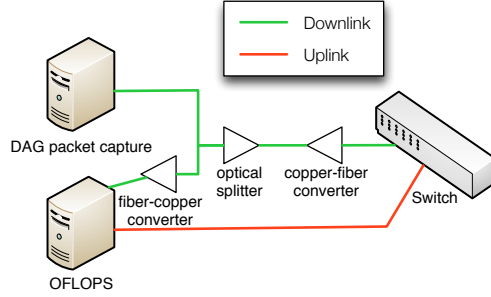 Downlink
Uplink
DAG packet capture
optical
splitter
copper-fiber
converter
Switch
fiber-copper
converter
OFLOPS